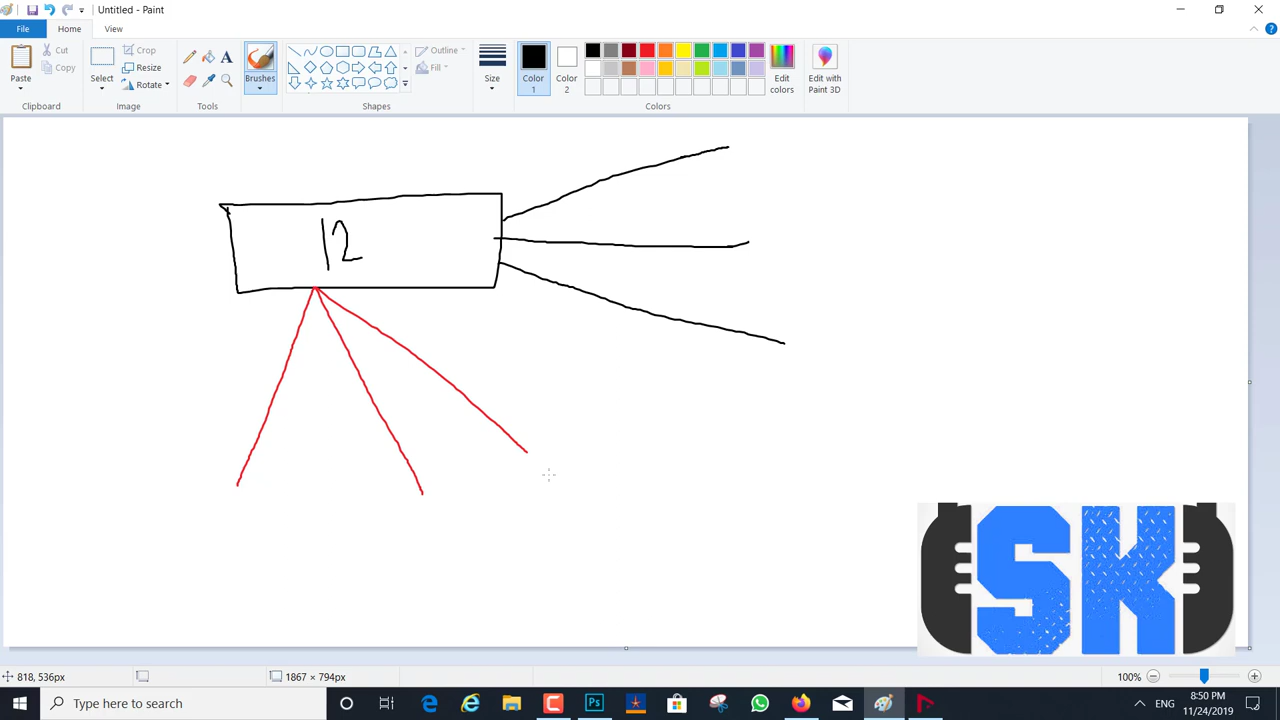 Untitled - Paint
File Home View
Paste
Cut
Copy
Clipboard
Select
Crop
Resize
Rotate
Image
A
Tools
Brushes
Outline
Fill
Shapes
Size
Color 1
Color 2
Edit colors
Colors
Edit with Paint 3D
12
SK
818, 536px
1867 × 794px
100%
Type here to search
Ps
ENG
8:50 PM
11/24/2019